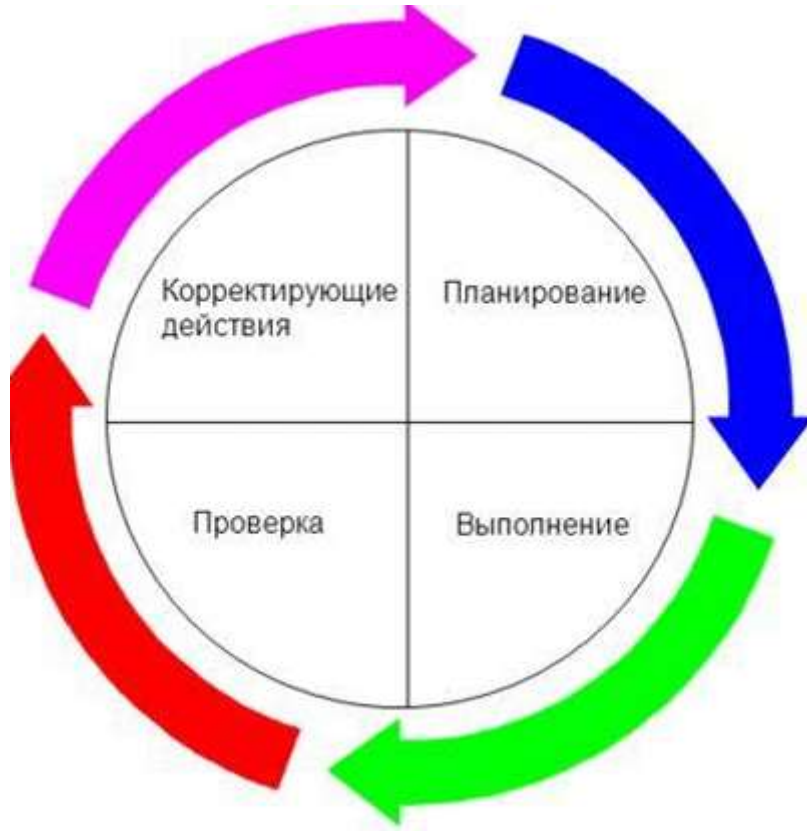 Корректирующие
действия
Планирование
Проверка
Выполнение